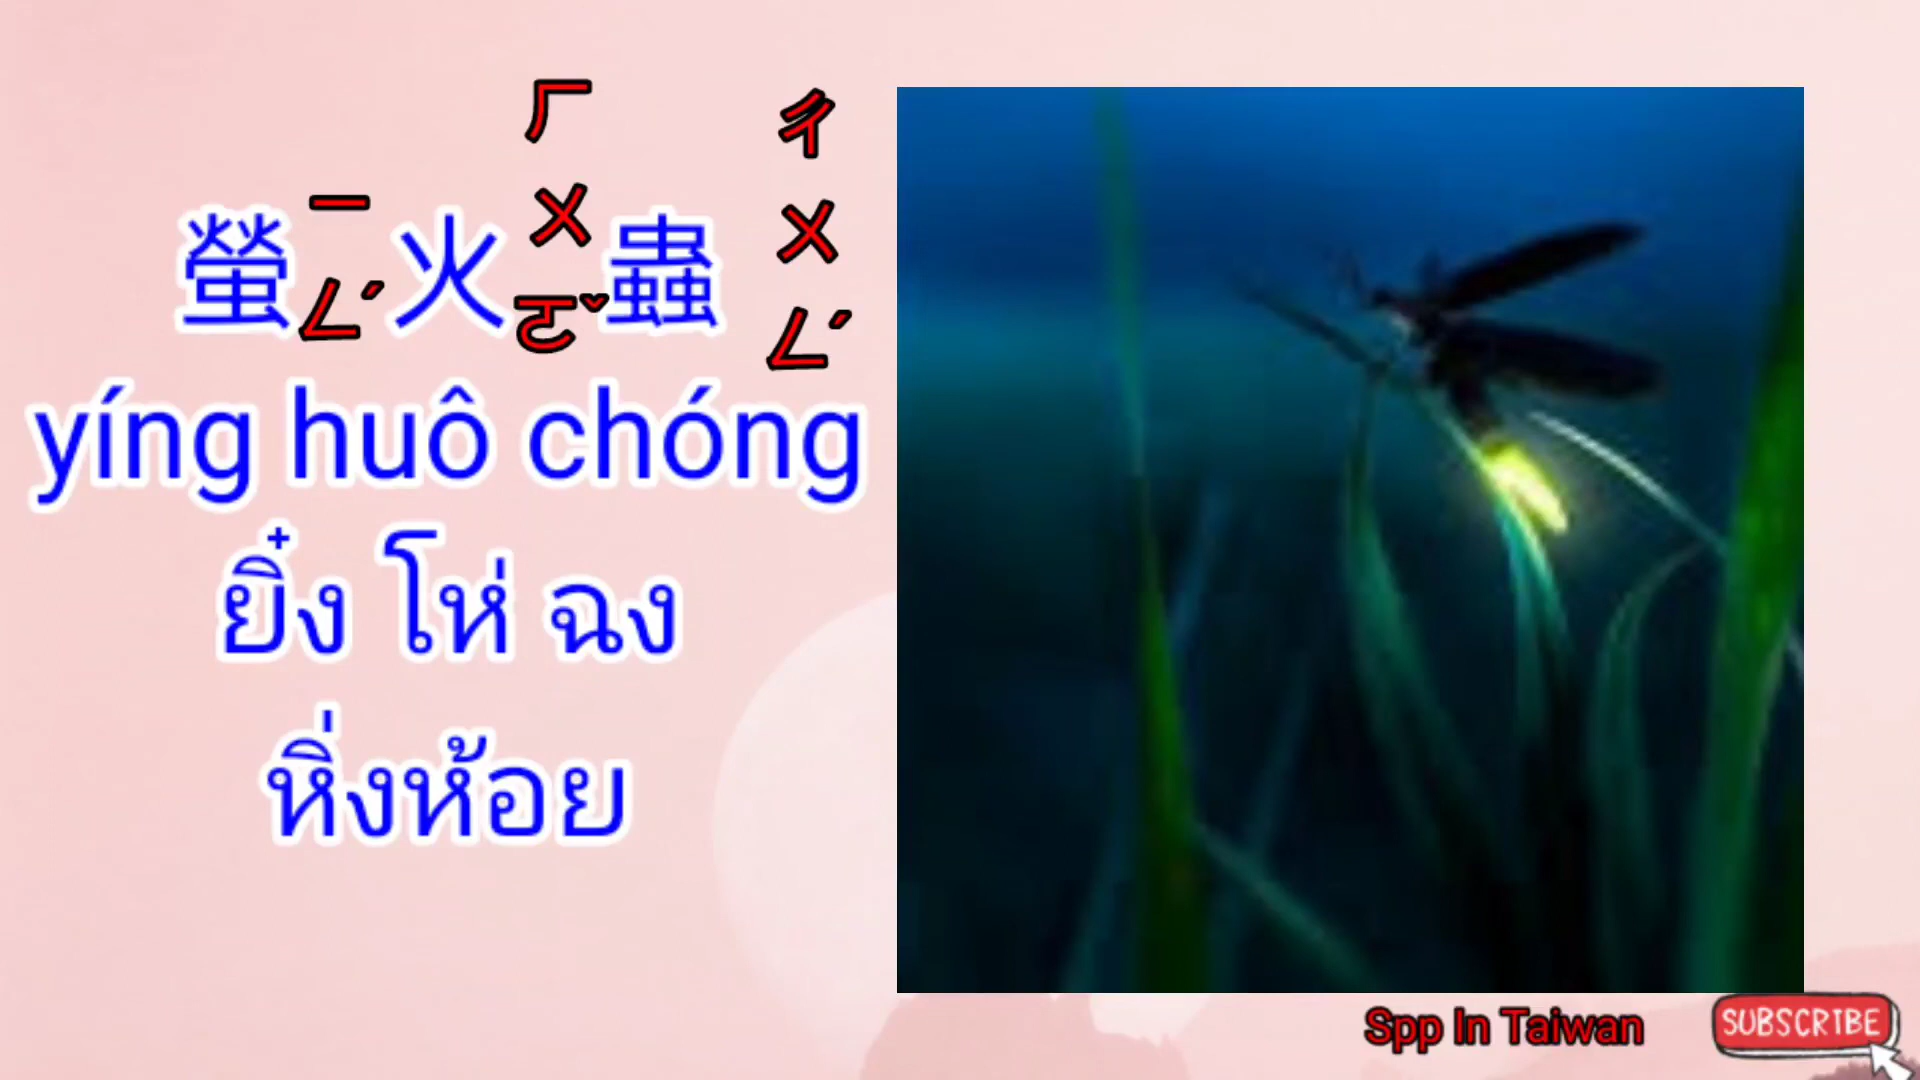 螢ㄧㄥˊ火ㄏㄨㄛˇ蟲ㄔㄨㄥˊ
yíng huô chóng
ยิ๋ง โห่ ฉง
หิ่งห้อย
Spp In Taiwan
SUBSCRIBE